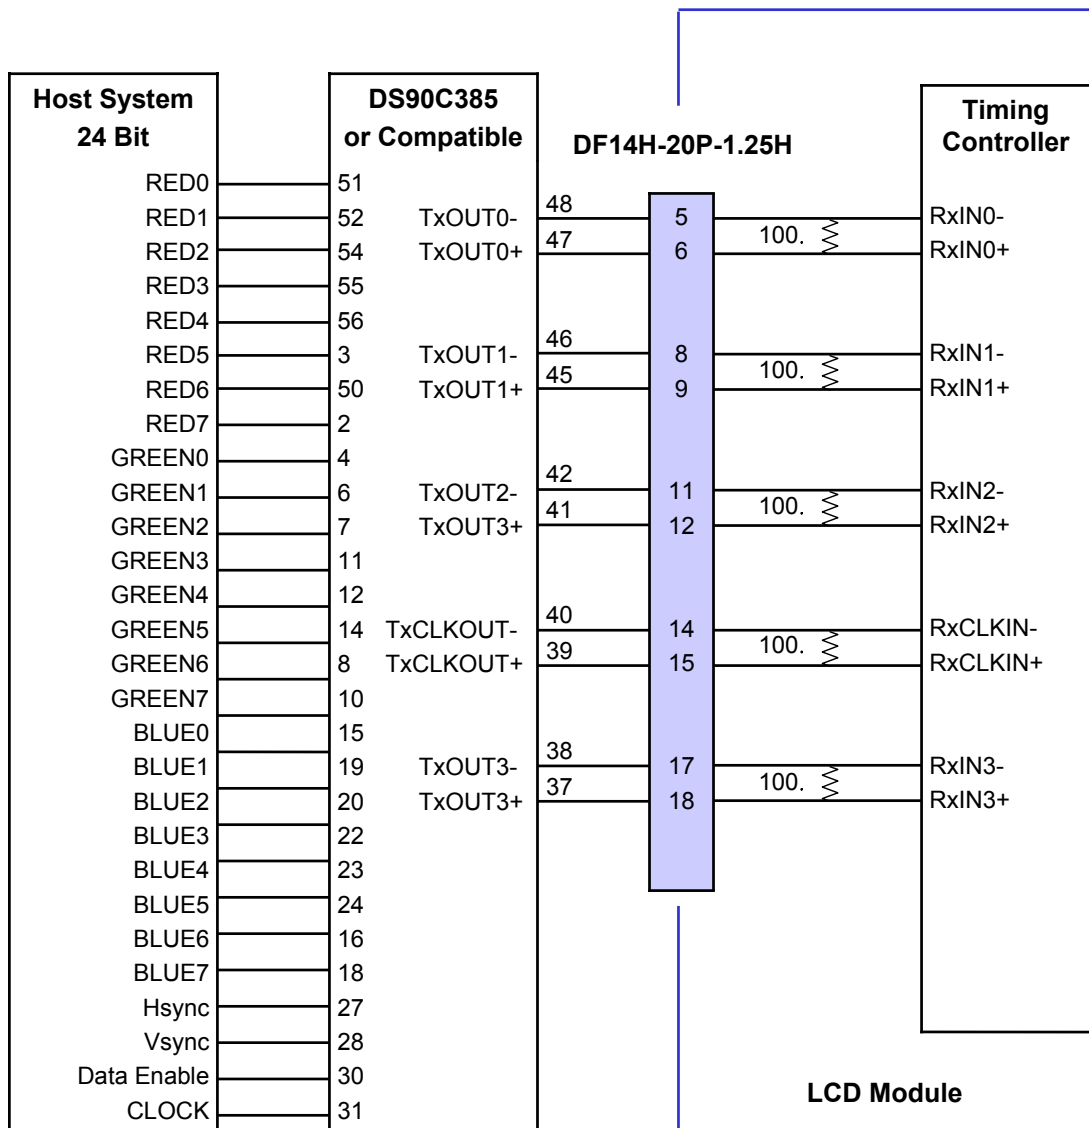 Host System
24 Bit
DS90C385
or Compatible
DF14H-20P-1.25H
Timing
Controller
RED0 51
RED1 52 TxOUT0- 48 5 RxIN0-
100.
RED2 54 TxOUT0+ 47 6 RxIN0+
RED3 55
RED4 56
RED5 3 TxOUT1- 46 8 RxIN1-
100.
RED6 50 TxOUT1+ 45 9 RxIN1+
RED7 2
GREEN0 4
GREEN1 6 TxOUT2- 42 11 RxIN2-
100.
GREEN2 7 TxOUT3+ 41 12 RxIN2+
GREEN3 11
GREEN4 12
GREEN5 14 TxCLKOUT- 40 14 RxCLKIN-
100.
GREEN6 8 TxCLKOUT+ 39 15 RxCLKIN+
GREEN7 10
BLUE0 15
BLUE1 19 TxOUT3- 38 17 RxIN3-
100.
BLUE2 20 TxOUT3+ 37 18 RxIN3+
BLUE3 22
BLUE4 23
BLUE5 24
BLUE6 16
BLUE7 18
Hsync 27
Vsync 28
Data Enable 30
CLOCK 31
LCD Module